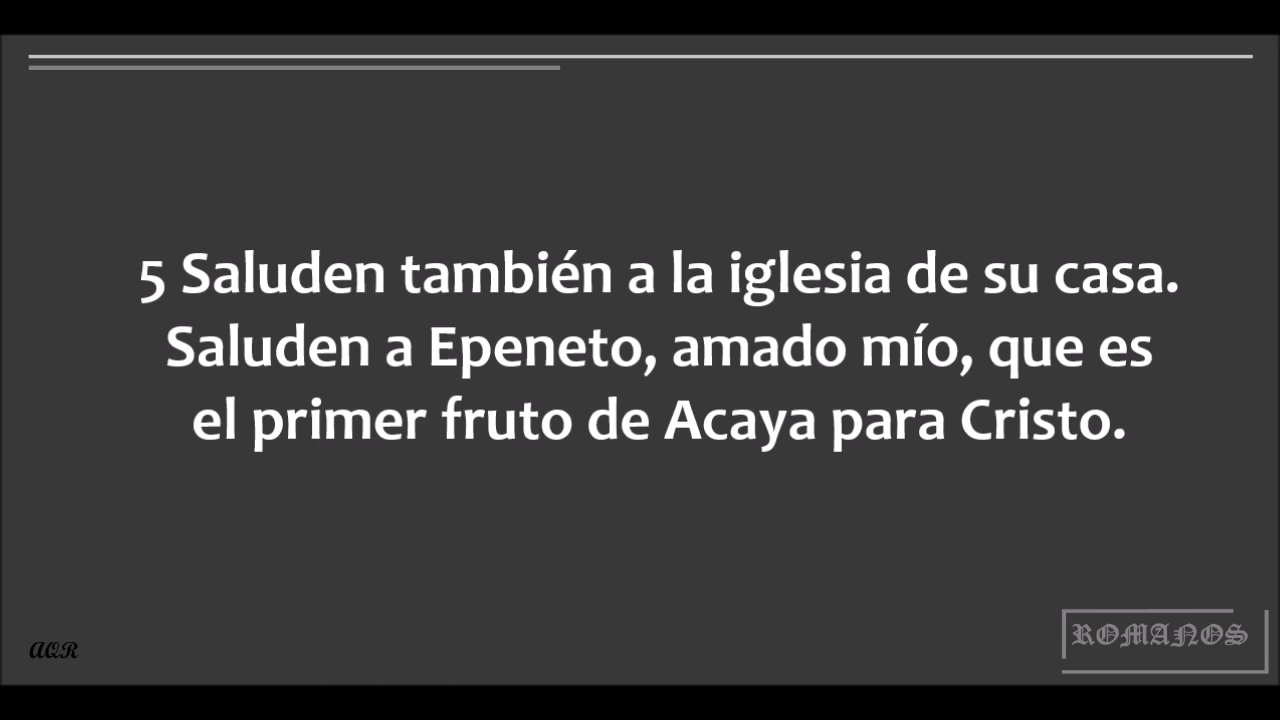 5 Saluden también a la iglesia de su casa.
Saluden a Epeneto, amado mío, que es
el primer fruto de Acaya para Cristo.
AQR
ROMANOS